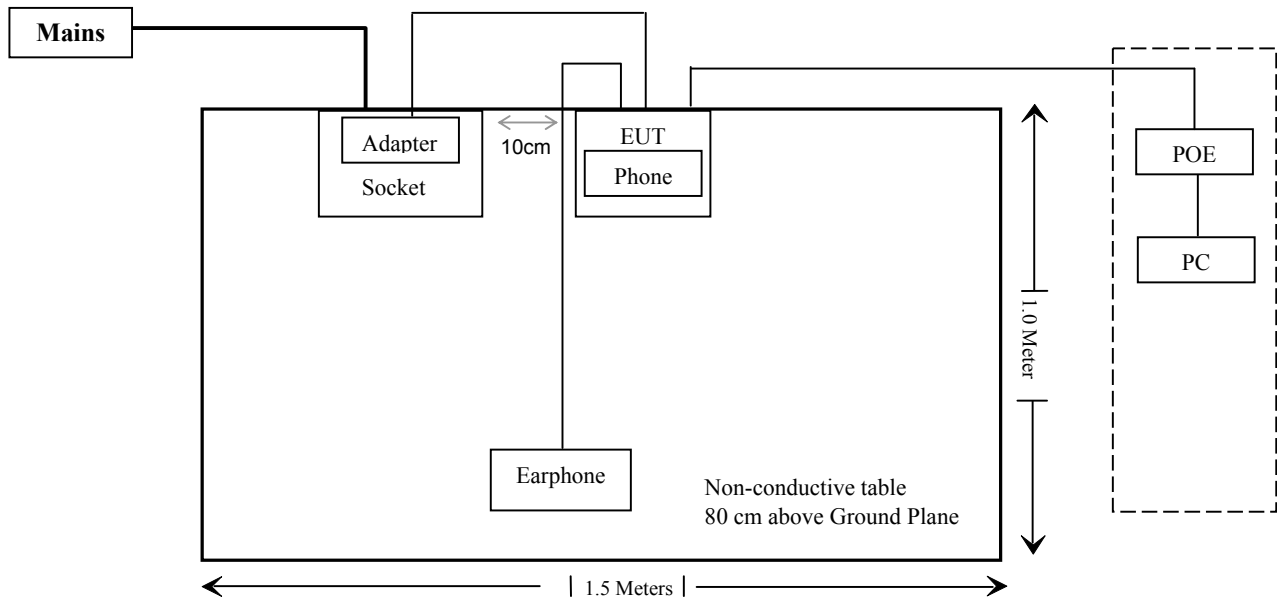 Mains
Adapter
Socket
10cm
EUT
Phone
POE
PC
1.0 Meter
Earphone
Non-conductive table
80 cm above Ground Plane
1.5 Meters